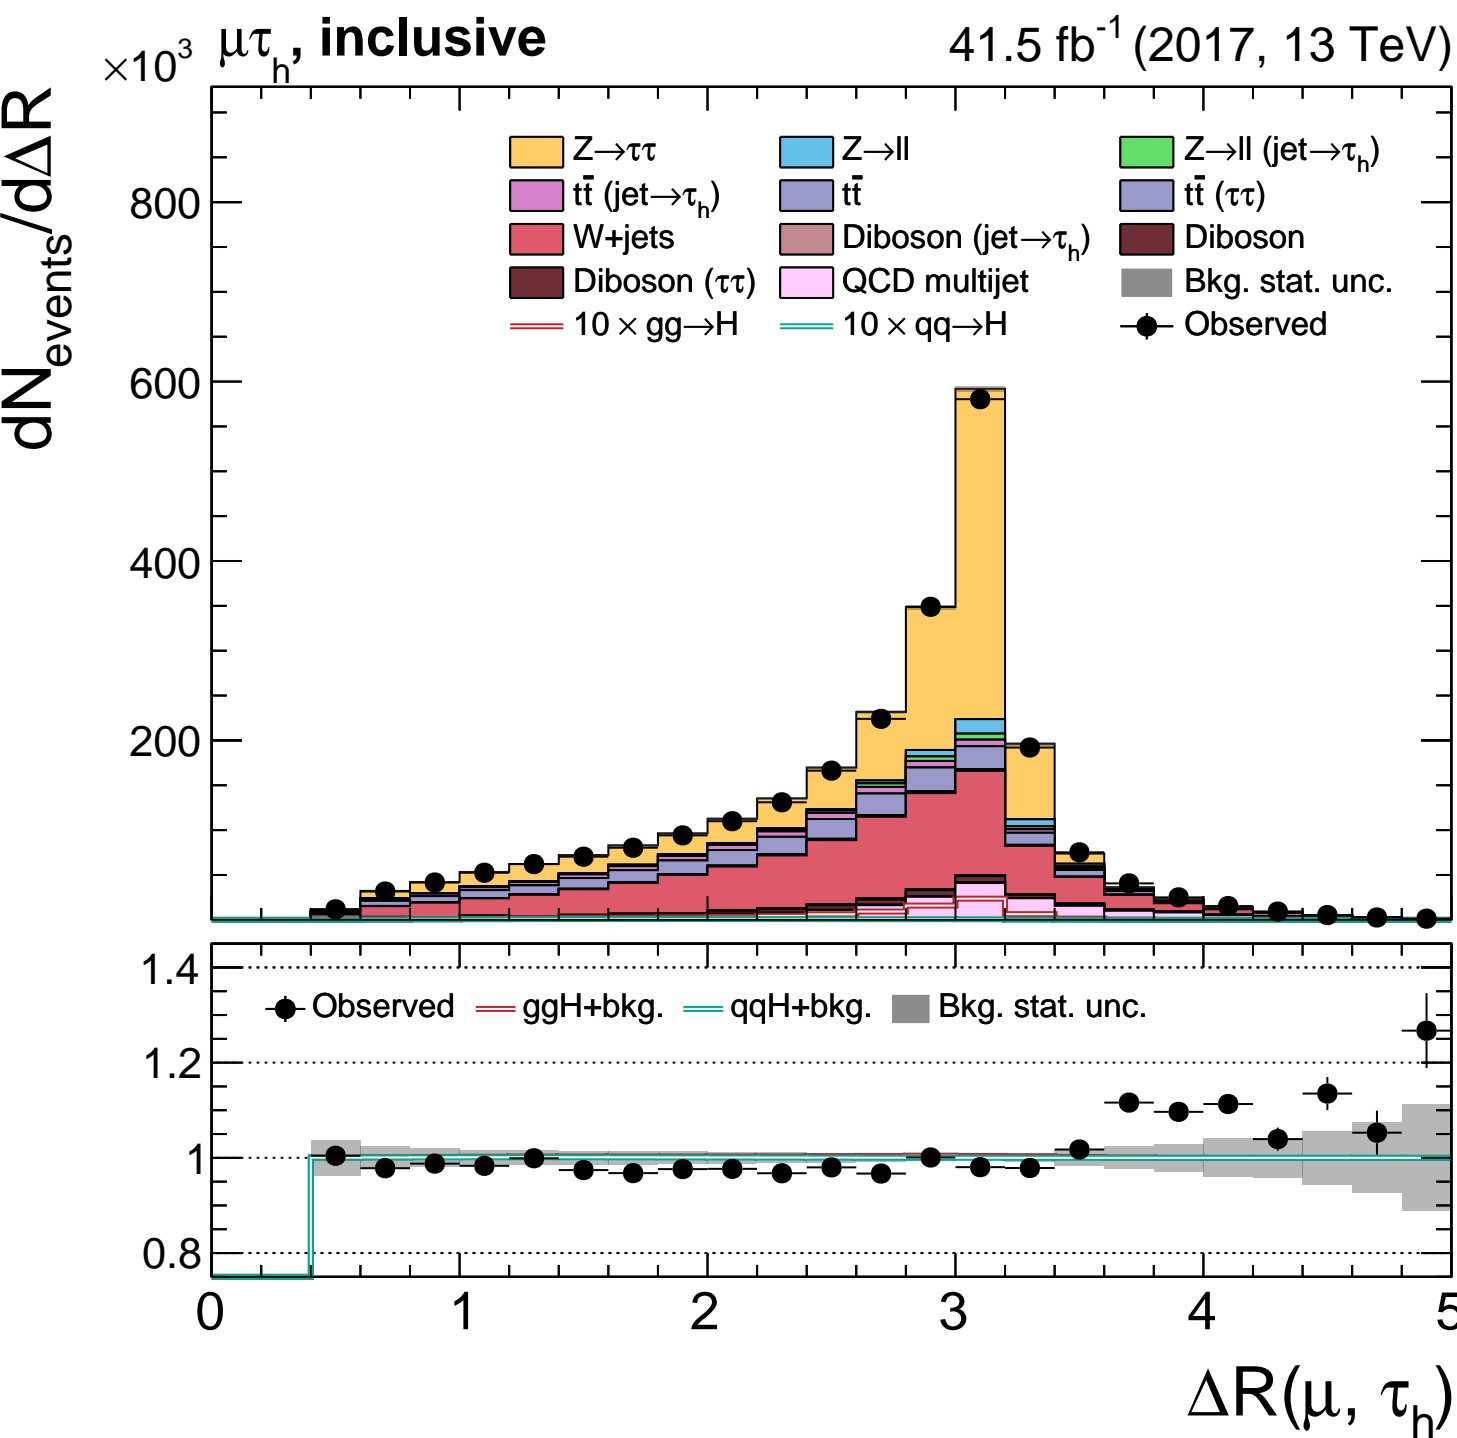 ×10³ μτₕ, inclusive 41.5 fb⁻¹ (2017, 13 TeV)
dN_events/dΔR
Z→ττ Z→ll Z→ll (jet→τₕ)
tt̄ (jet→τₕ) tt̄ tt̄ (ττ)
W+jets Diboson (jet→τₕ) Diboson
Diboson (ττ) QCD multijet Bkg. stat. unc.
10 × gg→H 10 × qq→H Observed
800
600
400
200
1.4
Observed ggH+bkg. qqH+bkg. Bkg. stat. unc.
1.2
1
0.8
0 1 2 3 4 5
ΔR(μ, τₕ)